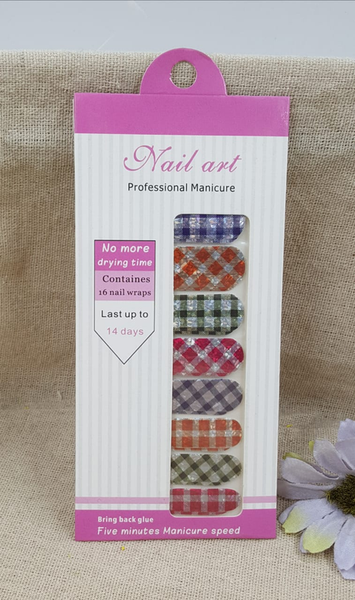 Nail art
Professional Manicure
No more
drying time
Containes
16 nail wraps
Last up to
14 days
Bring back glue
Five minutes Manicure speed